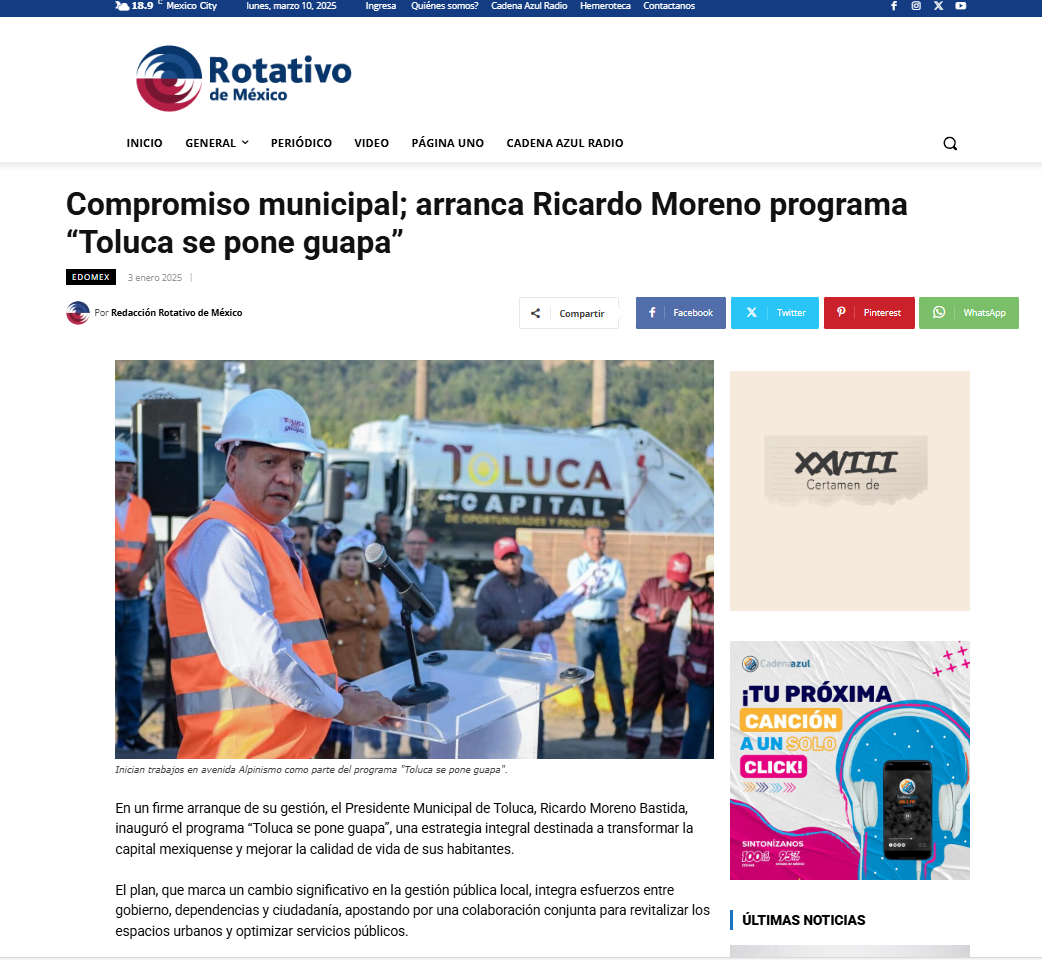 18.9 C Mexico City lunes, marzo 10, 2025 Ingresa Quiénes somos? Cadena Azul Radio Hemeroteca Contactanos
Rotativo
de México
INICIO GENERAL PERIÓDICO VIDEO PÁGINA UNO CADENA AZUL RADIO
Compromiso municipal; arranca Ricardo Moreno programa
“Toluca se pone guapa”
EDOMEX 3 enero 2025
Por Redacción Rotativo de México
Compartir Facebook Twitter Pinterest WhatsApp
TOLUCA
se pone
guapa
TOLUCA
CAPITAL
DE OPORTUNIDADES Y PROGRESO
Inician trabajos en avenida Alpinismo como parte del programa "Toluca se pone guapa".
En un firme arranque de su gestión, el Presidente Municipal de Toluca, Ricardo Moreno Bastida,
inauguró el programa “Toluca se pone guapa”, una estrategia integral destinada a transformar la
capital mexiquense y mejorar la calidad de vida de sus habitantes.
El plan, que marca un cambio significativo en la gestión pública local, integra esfuerzos entre
gobierno, dependencias y ciudadanía, apostando por una colaboración conjunta para revitalizar los
espacios urbanos y optimizar servicios públicos.
XXVIII
Certamen de
Cadenaazul
¡TU PRÓXIMA
CANCIÓN
A UN SOLO
CLICK!
SINTONÍZANOS
ÚLTIMAS NOTICIAS